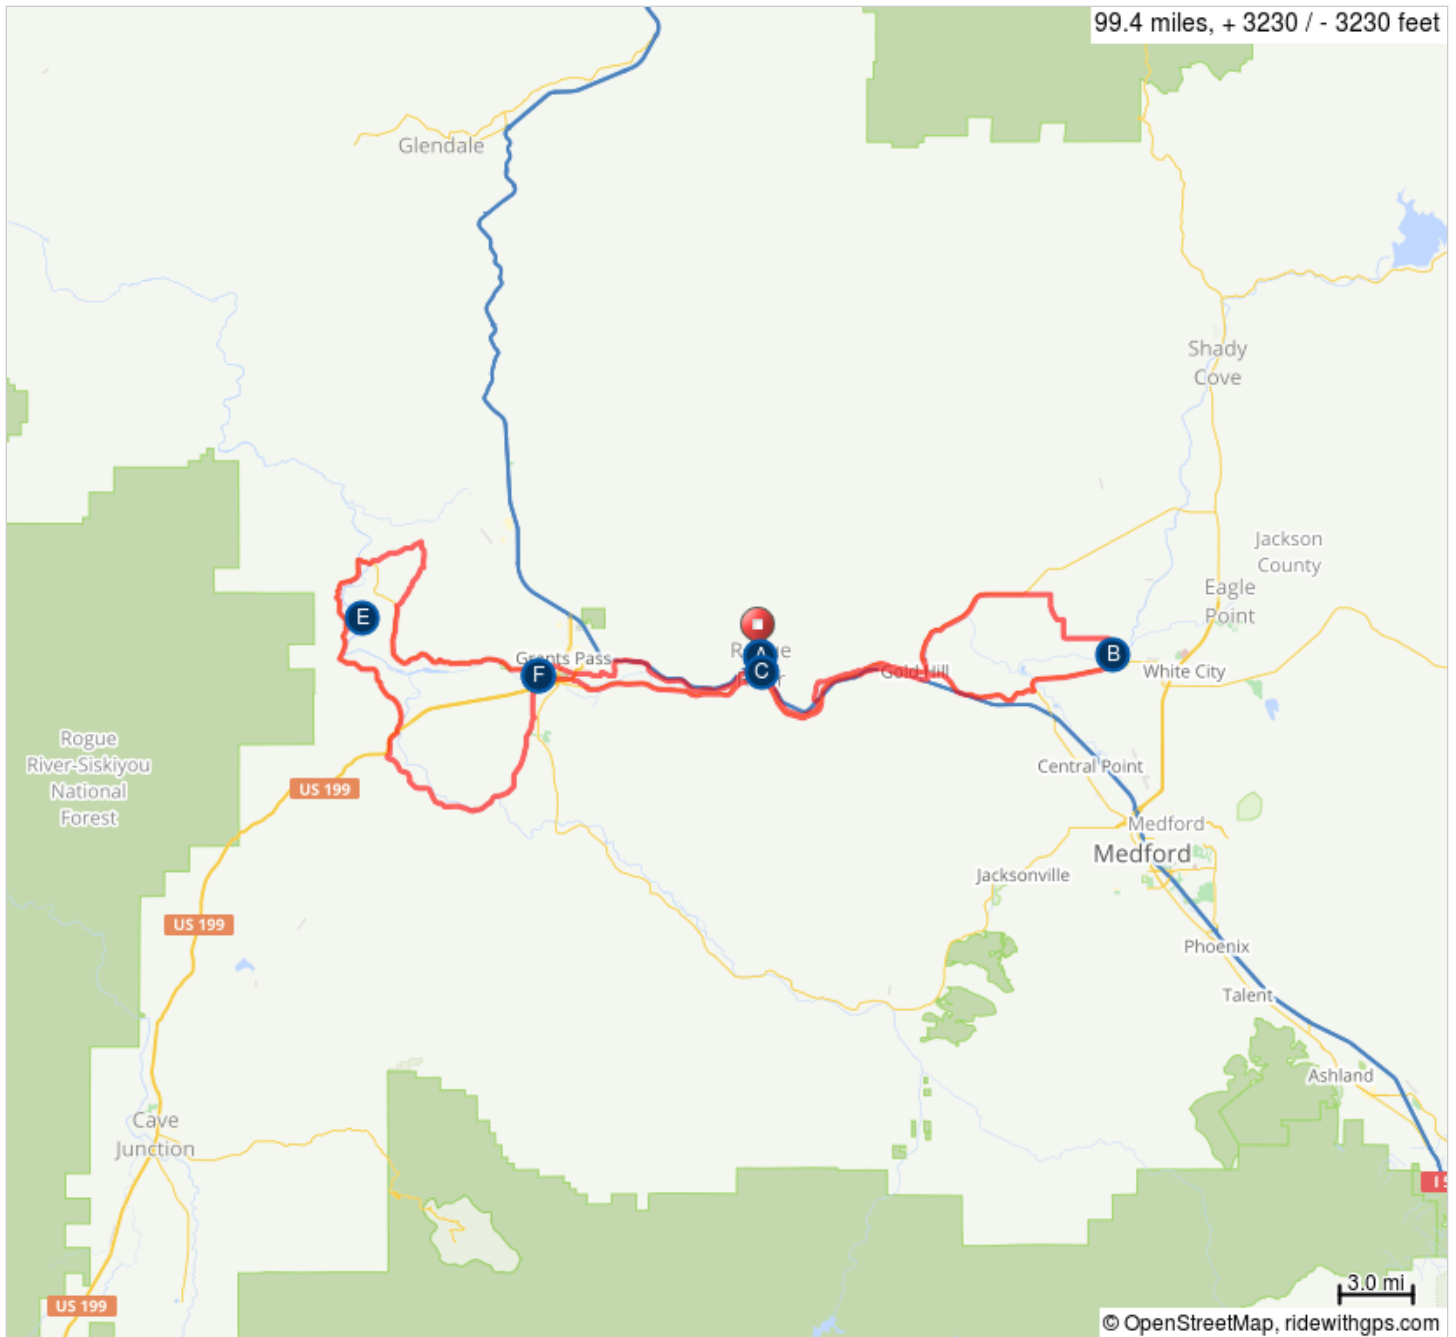 99.4 miles, + 3230 / - 3230 feet
Glendale
Shady
Cove
Jackson
County
Eagle
Point
E
Grants Pass
F
A
C
Gold Hill
B
White City
Rogue
River-Siskiyou
National
Forest
US 199
Central Point
Medford
Medford
Jacksonville
US 199
Phoenix
Talent
Ashland
Cave
Junction
US 199
3.0 mi
© OpenStreetMap, ridewithgps.com